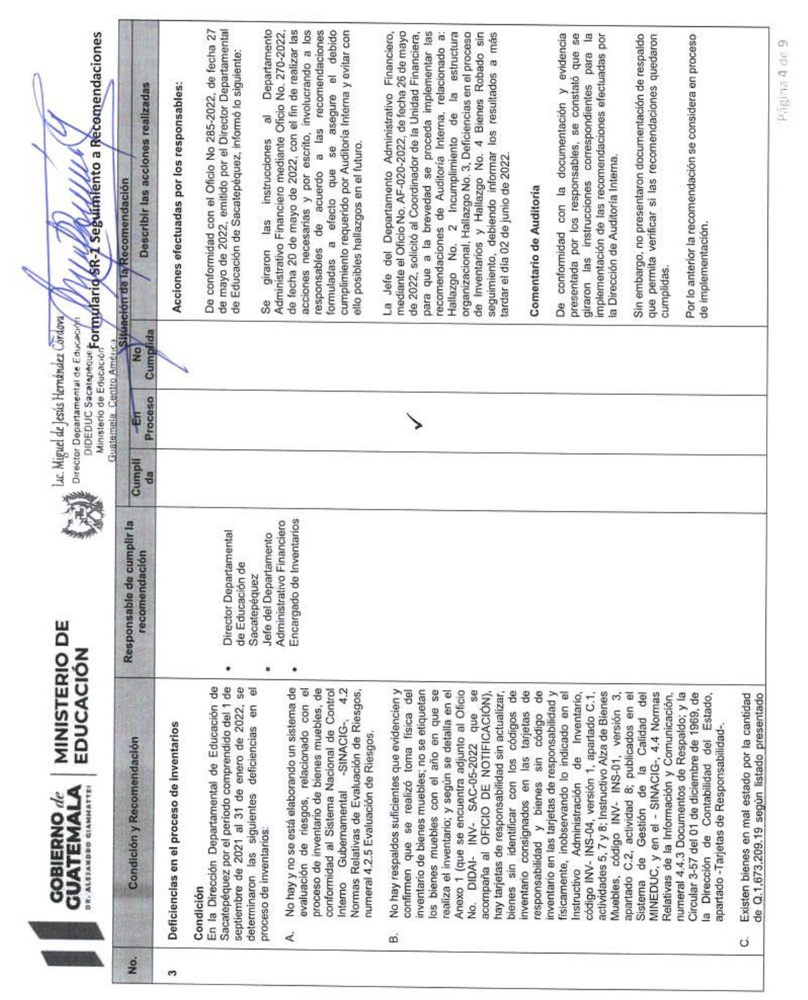 GOBIERNO de
GUATEMALA
DR. ALEJANDRO GIAMMATTEI
MINISTERIO DE
EDUCACIÓN
Lic. Miguel de Jesús Hernández Córdova
Director Departamental de Educación
DIDEDUC Sacatepéquez
Ministerio de Educación
Guatemala, Centro América
Formulario SR-1 Seguimiento a Recomendaciones
No.
Condición y Recomendación
Responsable de cumplir la
recomendación
Situación de la Recomendación
Cumpli
da
En
Proceso
No
Cumplida
Describir las acciones realizadas
3
Deficiencias en el proceso de inventarios
Condición
En la Dirección Departamental de Educación de
Sacatepéquez por el período comprendido del 1 de
septiembre de 2021 al 31 de enero de 2022, se
determinaron las siguientes deficiencias en el
proceso de inventarios:
A. No hay y no se está elaborando un sistema de
evaluación de riesgos, relacionado con el
proceso de inventario de bienes muebles, de
conformidad al Sistema Nacional de Control
Interno Gubernamental -SINACIG-, 4.2
Normas Relativas de Evaluación de Riesgos,
numeral 4.2.5 Evaluación de Riesgos.
B. No hay respaldos suficientes que evidencien y
confirmen que se realizó toma física del
inventario de bienes muebles; no se etiquetan
los bienes muebles con el año en que se
realiza el inventario; y según se detalla en el
Anexo 1 (que se encuentra adjunto al Oficio
No. DIDAI- INV- SAC-05-2022 que se
acompaña al OFICIO DE NOTIFICACIÓN),
hay tarjetas de responsabilidad sin actualizar,
bienes sin identificar con los códigos de
inventario consignados en las tarjetas de
responsabilidad y bienes sin código de
inventario en las tarjetas de responsabilidad y
físicamente, inobservando lo indicado en el
Instructivo Administración de Inventario,
código INV- INS-04, versión 1, apartado C.1,
actividades 5, 7 y 8; Instructivo Alza de Bienes
Muebles, código INV- INS-01, versión 3,
apartado C.2, actividad 8; publicados en el
Sistema de Gestión de la Calidad del
MINEDUC, y en el - SINACIG-, 4.4 Normas
Relativas de la Información y Comunicación,
numeral 4.4.3 Documentos de Respaldo; y la
Circular 3-57 del 01 de diciembre de 1969, de
la Dirección de Contabilidad del Estado,
apartado -Tarjetas de Responsabilidad-.
C. Existen bienes en mal estado por la cantidad
de Q.1,673,209.19 según listado presentado
• Director Departamental
de Educación de
Sacatepéquez
• Jefe del Departamento
Administrativo Financiero
• Encargado de Inventarios
✓
Acciones efectuadas por los responsables:
De conformidad con el Oficio No 285-2022, de fecha 27
de mayo de 2022, emitido por el Director Departamental
de Educación de Sacatepéquez, informó lo siguiente:
Se giraron las instrucciones al Departamento
Administrativo Financiero mediante Oficio No. 270-2022,
de fecha 20 de mayo de 2022, con el fin de realizar las
acciones necesarias y por escrito, involucrando a los
responsables de acuerdo a las recomendaciones
formuladas a efecto que se asegure el debido
cumplimiento requerido por Auditoría Interna y evitar con
ello posibles hallazgos en el futuro.
La Jefe del Departamento Administrativo Financiero,
mediante el Oficio No. AF-020-2022, de fecha 26 de mayo
de 2022, solicitó al Coordinador de la Unidad Financiera,
para que a la brevedad se proceda implementar las
recomendaciones de Auditoría Interna, relacionado a:
Hallazgo No. 2 Incumplimiento de la estructura
organizacional, Hallazgo No. 3, Deficiencias en el proceso
de Inventarios y Hallazgo No. 4 Bienes Robado sin
seguimiento, debiendo informar los resultados a más
tardar el día 02 de junio de 2022.
Comentario de Auditoría
De conformidad con la documentación y evidencia
presentada por los responsables, se constató que se
giraron las instrucciones correspondientes para la
implementación de las recomendaciones efectuadas por
la Dirección de Auditoría Interna.
Sin embargo, no presentaron documentación de respaldo
que permita verificar si las recomendaciones quedaron
cumplidas.
Por lo anterior la recomendación se considera en proceso
de implementación.
Página 4 de 9